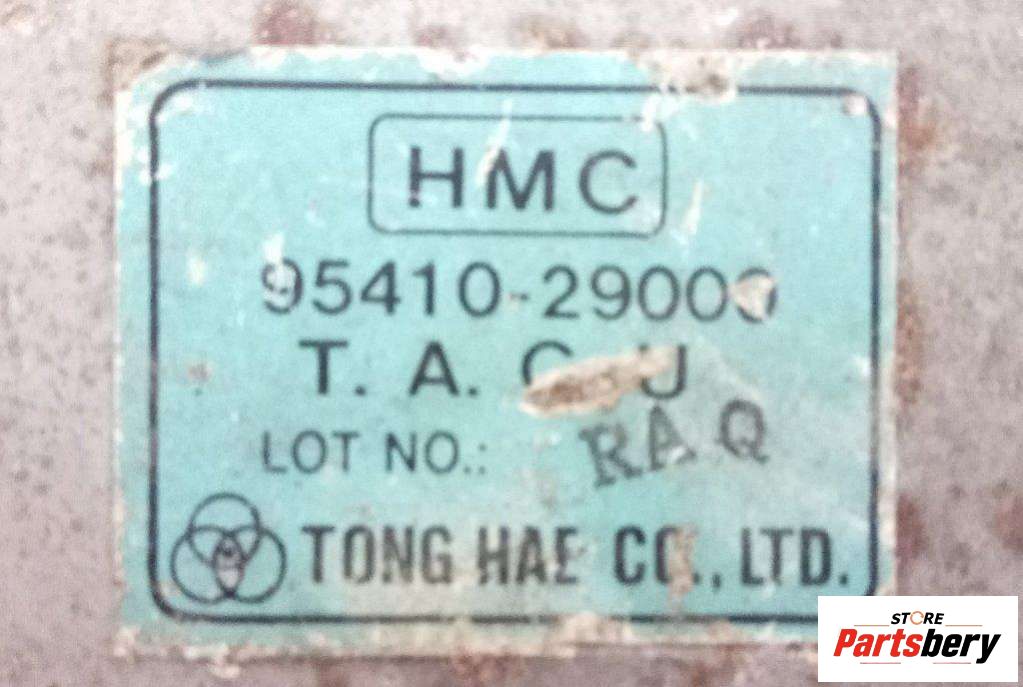 HMC
95410-29000
T. A. C U
LOT NO.: RAQ
TONG HAE CO., LTD.
STORE
Partsbery